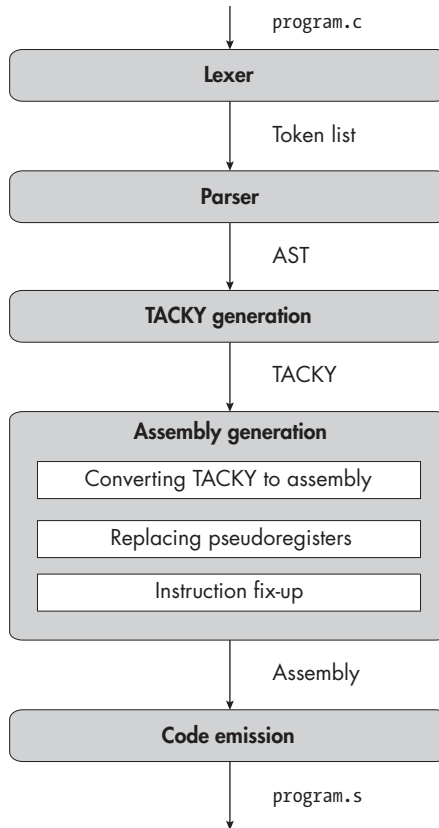 program.c
Lexer
Token list
Parser
AST
TACKY generation
TACKY
Assembly generation
Converting TACKY to assembly
Replacing pseudoregisters
Instruction fix-up
Assembly
Code emission
program.s